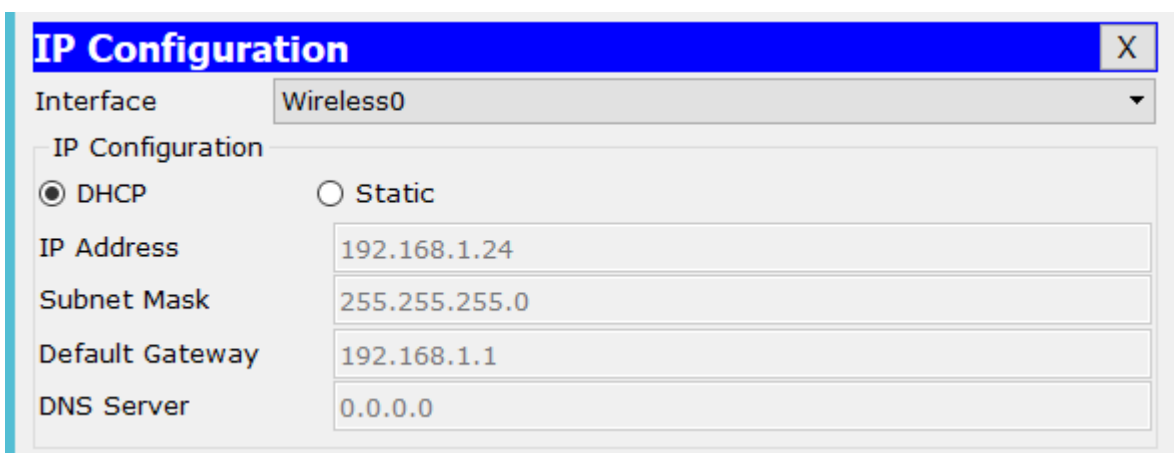 IP Configuration X
Interface Wireless0
IP Configuration
DHCP Static
IP Address 192.168.1.24
Subnet Mask 255.255.255.0
Default Gateway 192.168.1.1
DNS Server 0.0.0.0